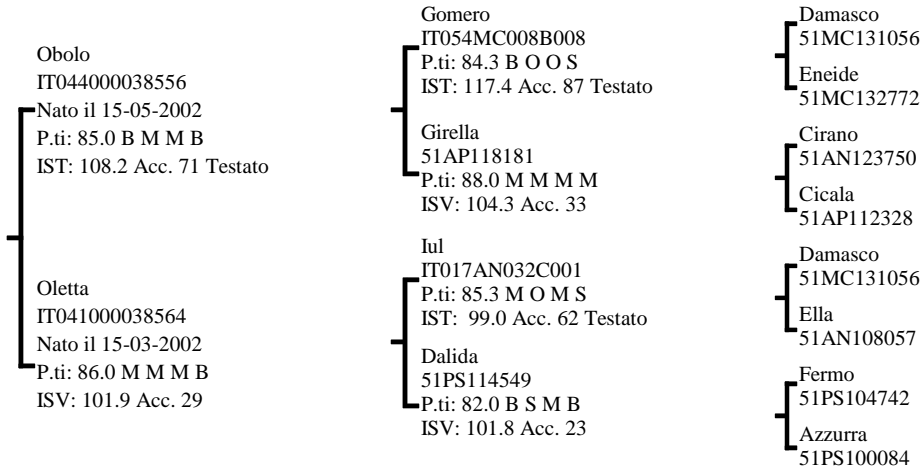 Obolo
IT044000038556
Nato il 15-05-2002
P.ti: 85.0 B M M B
IST: 108.2 Acc. 71 Testato
Oletta
IT041000038564
Nato il 15-03-2002
P.ti: 86.0 M M M B
ISV: 101.9 Acc. 29
Gomero
IT054MC008B008
P.ti: 84.3 B O O S
IST: 117.4 Acc. 87 Testato
Girella
51AP118181
P.ti: 88.0 M M M M
ISV: 104.3 Acc. 33
Iul
IT017AN032C001
P.ti: 85.3 M O M S
IST:  99.0 Acc. 62 Testato
Dalida
51PS114549
P.ti: 82.0 B S M B
ISV: 101.8 Acc. 23
Damasco
51MC131056
Eneide
51MC132772
Cirano
51AN123750
Cicala
51AP112328
Damasco
51MC131056
Ella
51AN108057
Fermo
51PS104742
Azzurra
51PS100084